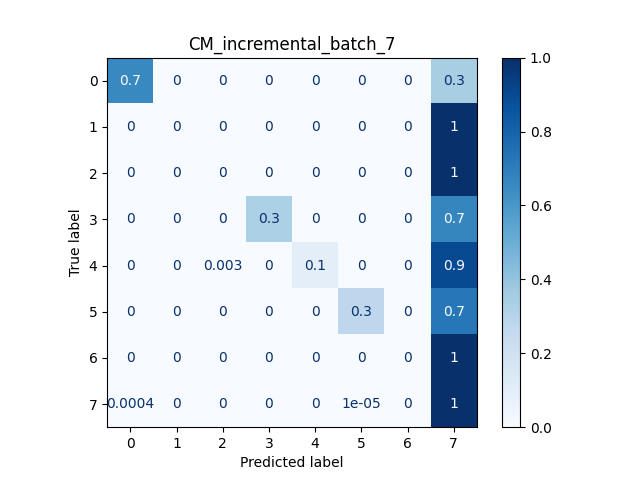 CM_incremental_batch_7
True label
0 0.7 0 0 0 0 0 0 0.3
1 0 0 0 0 0 0 0 1
2 0 0 0 0 0 0 0 1
3 0 0 0 0.3 0 0 0 0.7
4 0 0 0.003 0 0.1 0 0 0.9
5 0 0 0 0 0 0.3 0 0.7
6 0 0 0 0 0 0 0 1
7 0.0004 0 0 0 0 1e-05 0 1
0 1 2 3 4 5 6 7
Predicted label
1.0
0.8
0.6
0.4
0.2
0.0